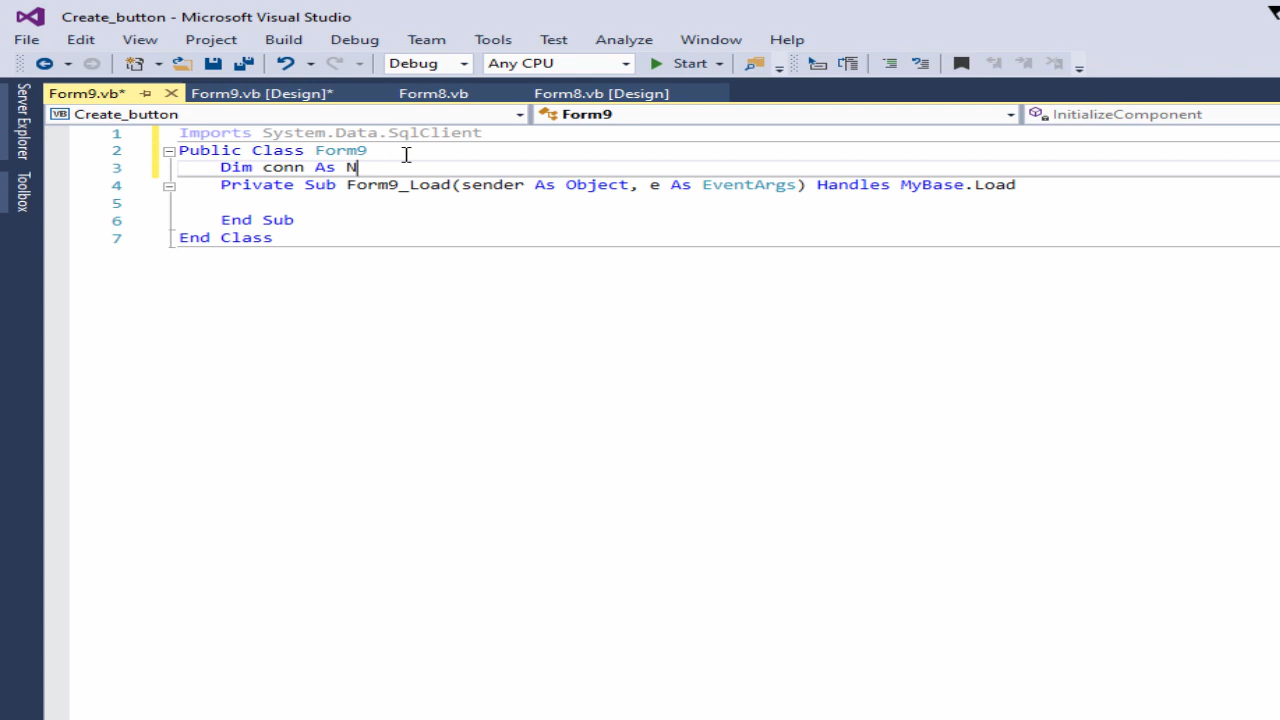 Create_button - Microsoft Visual Studio
File Edit View Project Build Debug Team Tools Test Analyze Window Help
Debug Any CPU Start
Server Explorer
Toolbox
Form9.vb* Form9.vb [Design]* Form8.vb Form8.vb [Design]
VB Create_button Form9 InitializeComponent
1 Imports System.Data.SqlClient
2 Public Class Form9
3 Dim conn As N
4 Private Sub Form9_Load(sender As Object, e As EventArgs) Handles MyBase.Load
5
6 End Sub
7 End Class